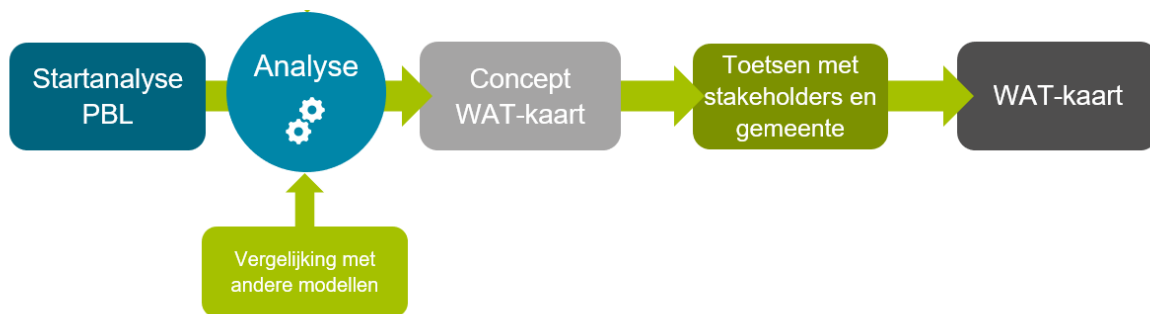 Startanalyse
PBL
Analyse
Concept
WAT-kaart
Toetsen met
stakeholders en
gemeente
WAT-kaart
Vergelijking met
andere modellen